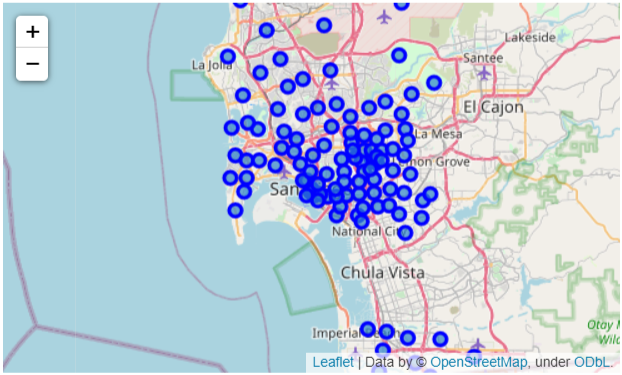 +
−
Lakeside
La Jolla
Santee
El Cajon
La Mesa
mon Grove
San
National Cit
Chula Vista
Imperial
Otay M
Wild
Leaflet | Data by © OpenStreetMap, under ODbL.